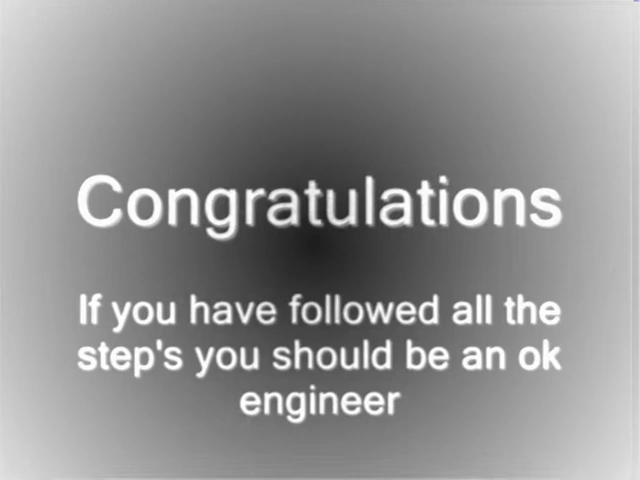 Congratulations
If you have followed all the
step's you should be an ok
engineer